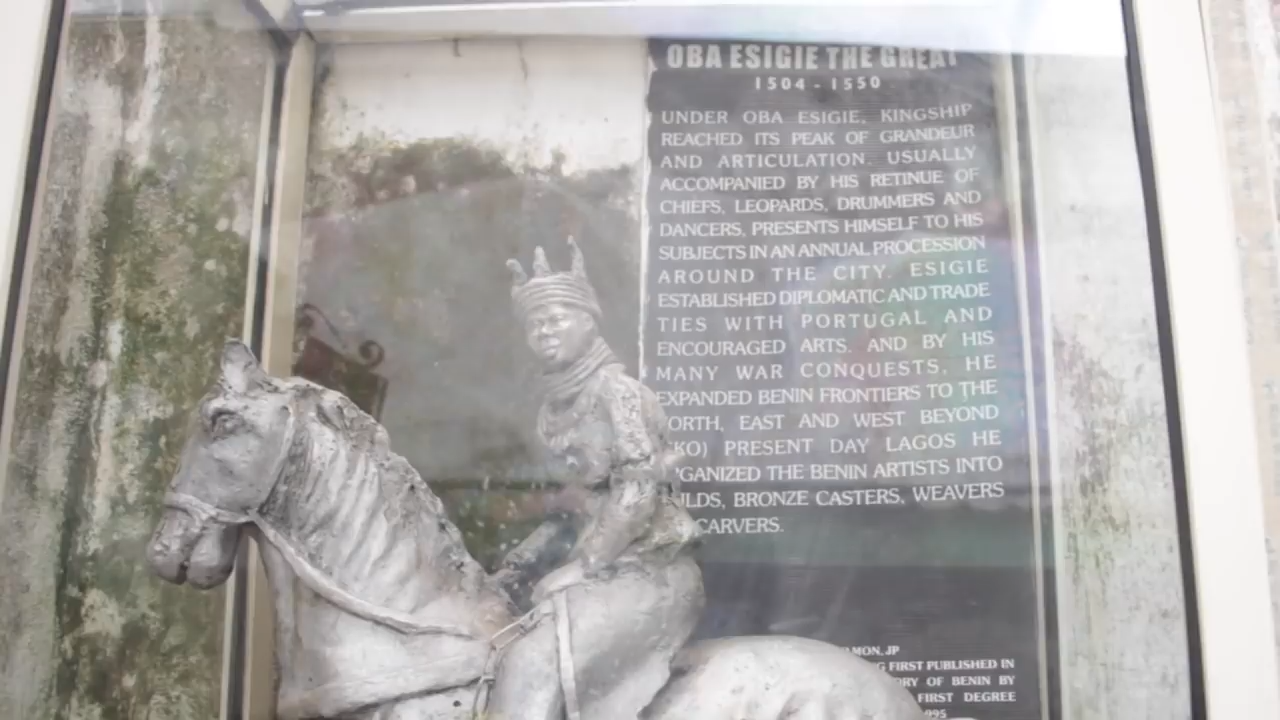 OBA ESIGIE THE GREAT
1504 - 1550
UNDER OBA ESIGIE, KINGSHIP
REACHED ITS PEAK OF GRANDEUR
AND ARTICULATION. USUALLY
ACCOMPANIED BY HIS RETINUE OF
CHIEFS, LEOPARDS, DRUMMERS AND
DANCERS, PRESENTS HIMSELF TO HIS
SUBJECTS IN AN ANNUAL PROCESSION
AROUND THE CITY. ESIGIE
ESTABLISHED DIPLOMATIC AND TRADE
TIES WITH PORTUGAL AND
ENCOURAGED ARTS. AND BY HIS
MANY WAR CONQUESTS, HE
EXPANDED BENIN FRONTIERS TO THE
ORTH, EAST AND WEST BEYOND
KO) PRESENT DAY LAGOS HE
GANIZED THE BENIN ARTISTS INTO
ILDS, BRONZE CASTERS, WEAVERS
CARVERS.
MON, JP
G FIRST PUBLISHED IN
ORY OF BENIN BY
FIRST DEGREE
995